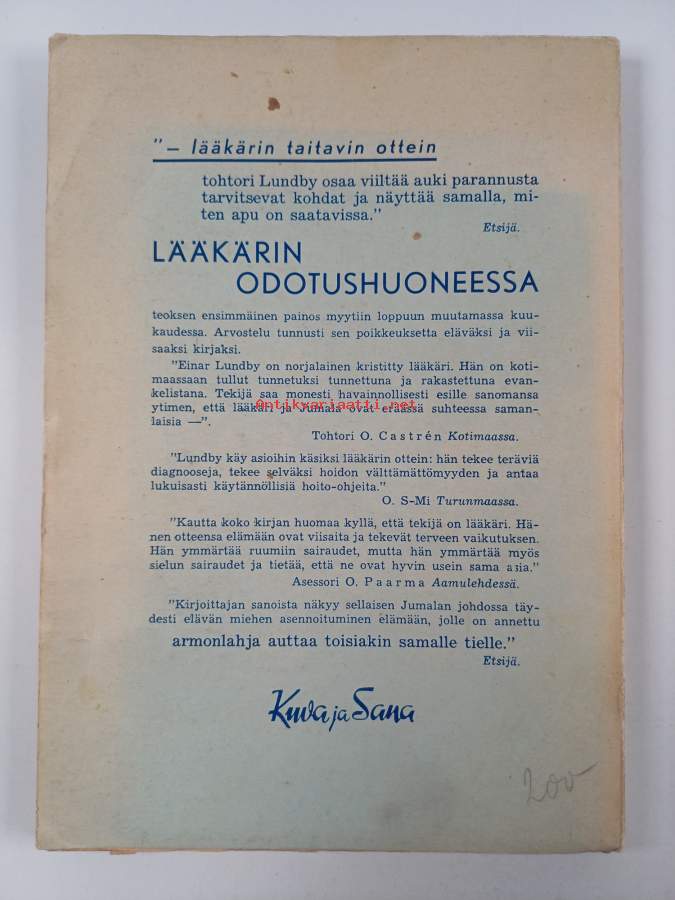 "— lääkärin taitavin ottein
tohtori Lundby osaa viiltää auki parannusta
tarvitsevat kohdat ja näyttää samalla, mi-
ten apu on saatavissa."
Etsijä.
LÄÄKÄRIN
ODOTUSHUONEESSA
teoksen ensimmäinen painos myytiin loppuun muutamassa kuu-
kaudessa. Arvostelu tunnusti sen poikkeuksetta eläväksi ja vii-
saaksi kirjaksi.
"Einar Lundby on norjalainen kristitty lääkäri. Hän on koti-
maassaan tullut tunnetuksi tunnettuna ja rakastettuna evan-
kelistana. Tekijä saa monesti havainnollisesti esille sanomansa
antikvariaatti.net
ytimen, että lääkäri ja Jumala ovat eräässä suhteessa saman-
laisia —".
Tohtori O. Castrén Kotimaassa.
"Lundby käy asioihin käsiksi lääkärin ottein: hän tekee teräviä
diagnooseja, tekee selväksi hoidon välttämättömyyden ja antaa
lukuisasti käytännöllisiä hoito-ohjeita."
O. S-Mi Turunmaassa.
"Kautta koko kirjan huomaa kyllä, että tekijä on lääkäri. Hä-
nen otteensa elämään ovat viisaita ja tekevät terveen vaikutuksen.
Hän ymmärtää ruumiin sairaudet, mutta hän ymmärtää myös
sielun sairaudet ja tietää, että ne ovat hyvin usein sama asia."
Asessori O. Paarma Aamulehdessä.
"Kirjoittajan sanoista näkyy sellaisen Jumalan johdossa täy-
desti elävän miehen asennoituminen elämään, jolle on annettu
armonlahja auttaa toisiakin samalle tielle."
Etsijä.
Kuva ja Sana
200